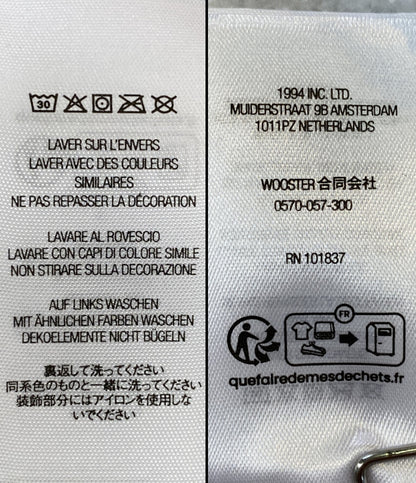 30
LAVER SUR L'ENVERS
LAVER AVEC DES COULEURS
SIMILAIRES
NE PAS REPASSER LA DÉCORATION
LAVARE AL ROVESCIO
LAVARE CON CAPI DI COLORE SIMILE
NON STIRARE SULLA DECORAZIONE
AUF LINKS WASCHEN
MIT ÄHNLICHEN FARBEN WASCHEN
DEKOELEMENTE NICHT BÜGELN
裏返して洗ってください
同系色のものと一緒に洗ってください
装飾部分にはアイロンを使用しな
いでください
1994 INC. LTD.
MUIDERSTRAAT 9B AMSTERDAM
1011PZ NETHERLANDS
WOOSTER 合同会社
0570-057-300
RN 101837
FR
quefairedemesdechets.fr